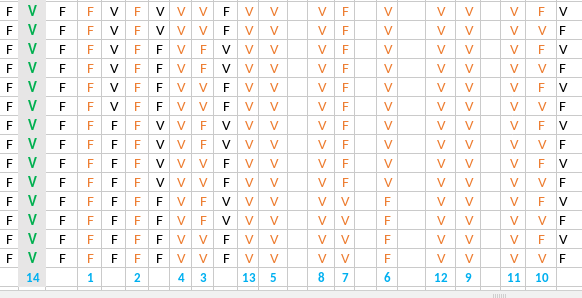 F V F F V F V V V F V V V F V V V V F V
F V F F V F V V V F V V V F V V V V V F
F V F F V F F V F V V V V F V V V V F V
F V F F V F F V F V V V V F V V V V V F
F V F F V F F V V F V V V F V V V V F V
F V F F V F F V V F V V V F V V V V V F
F V F F F F V V F V V V V F V V V V F V
F V F F F F V V F V V V V F V V V V V F
F V F F F F V V V F V V V F V V V V F V
F V F F F F V V V F V V V F V V V V V F
F V F F F F F V F V V V V V F V V V F V
F V F F F F F V F V V V V V F V V V V F
F V F F F F F V V F V V V V F V V V F V
F V F F F F F V V F V V V V F V V V V F
14 1 2 4 3 13 5 8 7 6 12 9 11 10